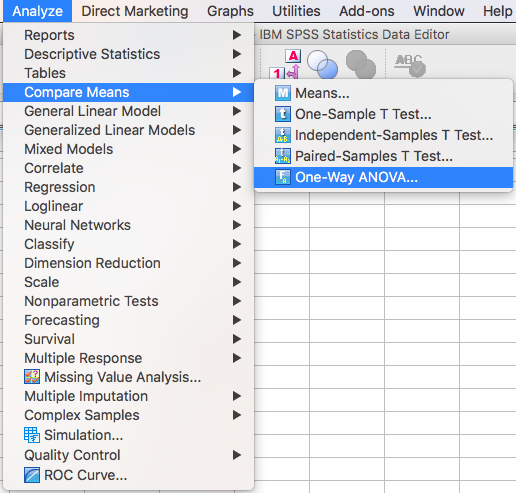 Analyze Direct Marketing Graphs Utilities Add-ons Window Help
IBM SPSS Statistics Data Editor
Reports
Descriptive Statistics
Tables
Compare Means
General Linear Model
Generalized Linear Models
Mixed Models
Correlate
Regression
Loglinear
Neural Networks
Classify
Dimension Reduction
Scale
Nonparametric Tests
Forecasting
Survival
Multiple Response
Missing Value Analysis...
Multiple Imputation
Complex Samples
Simulation...
Quality Control
ROC Curve...
A
1
ABC
M Means...
t One-Sample T Test...
Independent-Samples T Test...
Paired-Samples T Test...
One-Way ANOVA...